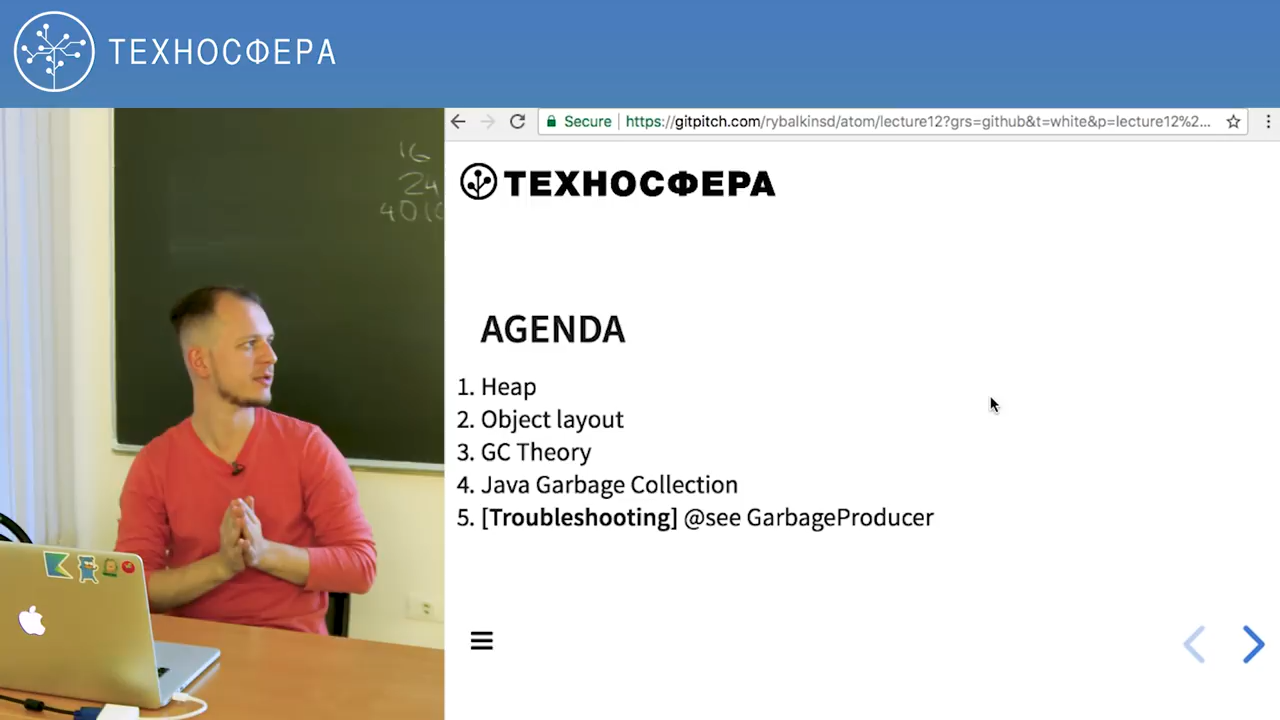 ТЕХНОСФЕРА
16
24
Secure https://gitpitch.com/rybalkinsd/atom/lecture12?grs=github&t=white&p=lecture12%2...
ТЕХНОСФЕРА
AGENDA
1. Heap
2. Object layout
3. GC Theory
4. Java Garbage Collection
5. [Troubleshooting] @see GarbageProducer